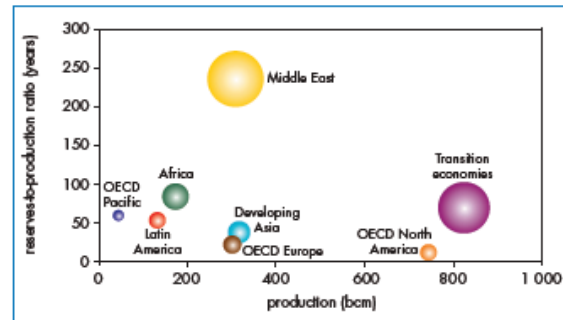 reserves-to-production ratio (years)
300
250
200
150
100
50
0
Middle East
Transition
economies
Africa
OECD
Pacific
Latin
America
Developing
Asia
OECD Europe
OECD North
America
0
200
400
600
800
1 000
production (bcm)